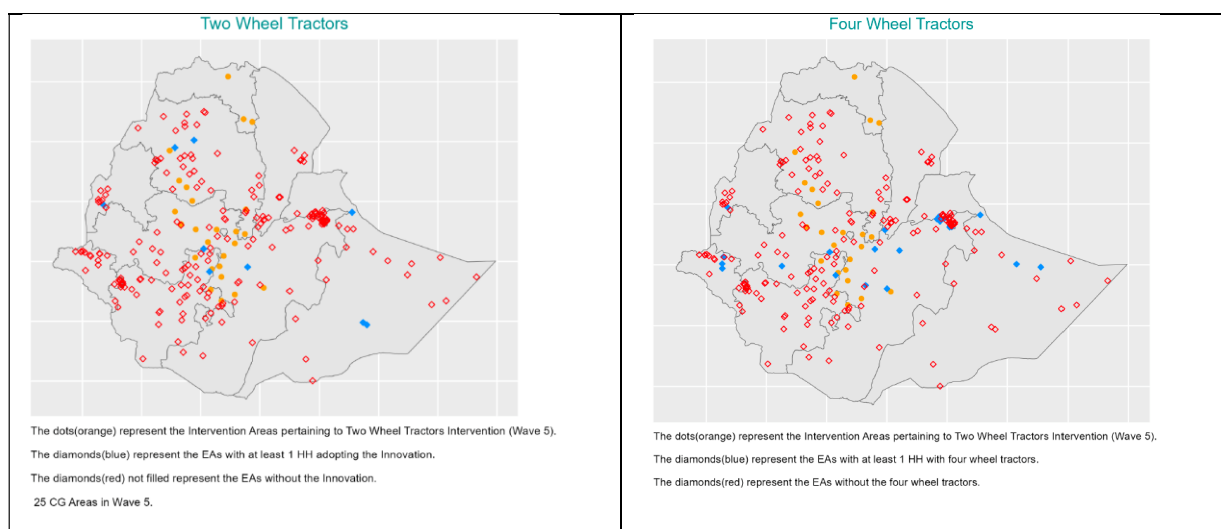 Two Wheel Tractors
The dots(orange) represent the Intervention Areas pertaining to Two Wheel Tractors Intervention (Wave 5).
The diamonds(blue) represent the EAs with at least 1 HH adopting the Innovation.
The diamonds(red) not filled represent the EAs without the Innovation.
25 CG Areas in Wave 5.
Four Wheel Tractors
The dots(orange) represent the Intervention Areas pertaining to Two Wheel Tractors Intervention (Wave 5).
The diamonds(blue) represent the EAs with at least 1 HH with four wheel tractors.
The diamonds(red) represent the EAs without the four wheel tractors.